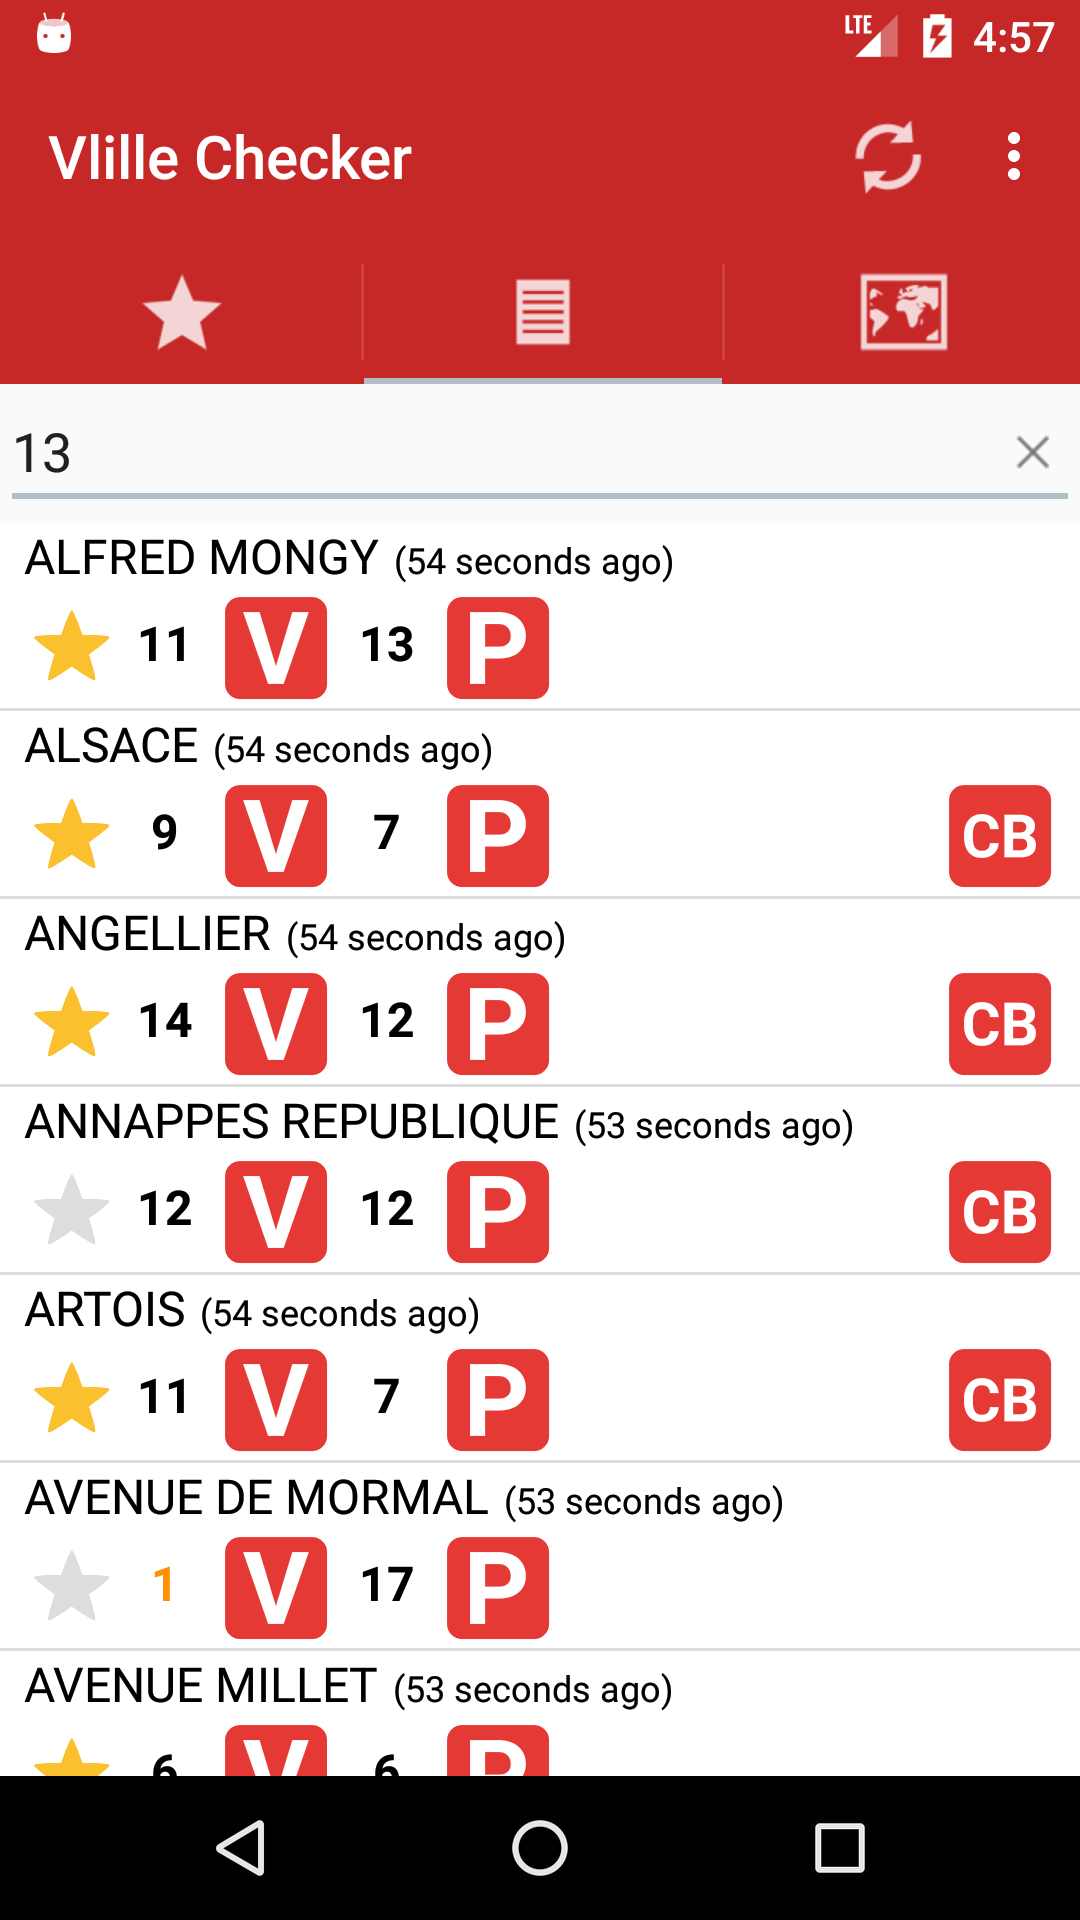 LTE 4:57
Vlille Checker
13
ALFRED MONGY (54 seconds ago)
11 V 13 P
ALSACE (54 seconds ago)
9 V 7 P CB
ANGELLIER (54 seconds ago)
14 V 12 P CB
ANNAPPES REPUBLIQUE (53 seconds ago)
12 V 12 P CB
ARTOIS (54 seconds ago)
11 V 7 P CB
AVENUE DE MORMAL (53 seconds ago)
1 V 17 P
AVENUE MILLET (53 seconds ago)
6 V 6 P